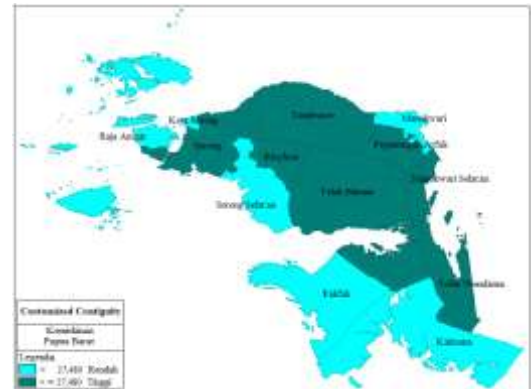 Tambrauw
Manokwari
Kota Sorong
Raja Ampat
Sorong
Maybrat
Pegunungan Arfak
Manokwari Selatan
Teluk Bintuni
Sorong Selatan
Teluk Wondama
Fakfak
Kaimana
Customized Contiguity
Kemiskinan
Papua Barat
Legenda
< 27,480 Rendah
> = 27,480 Tinggi